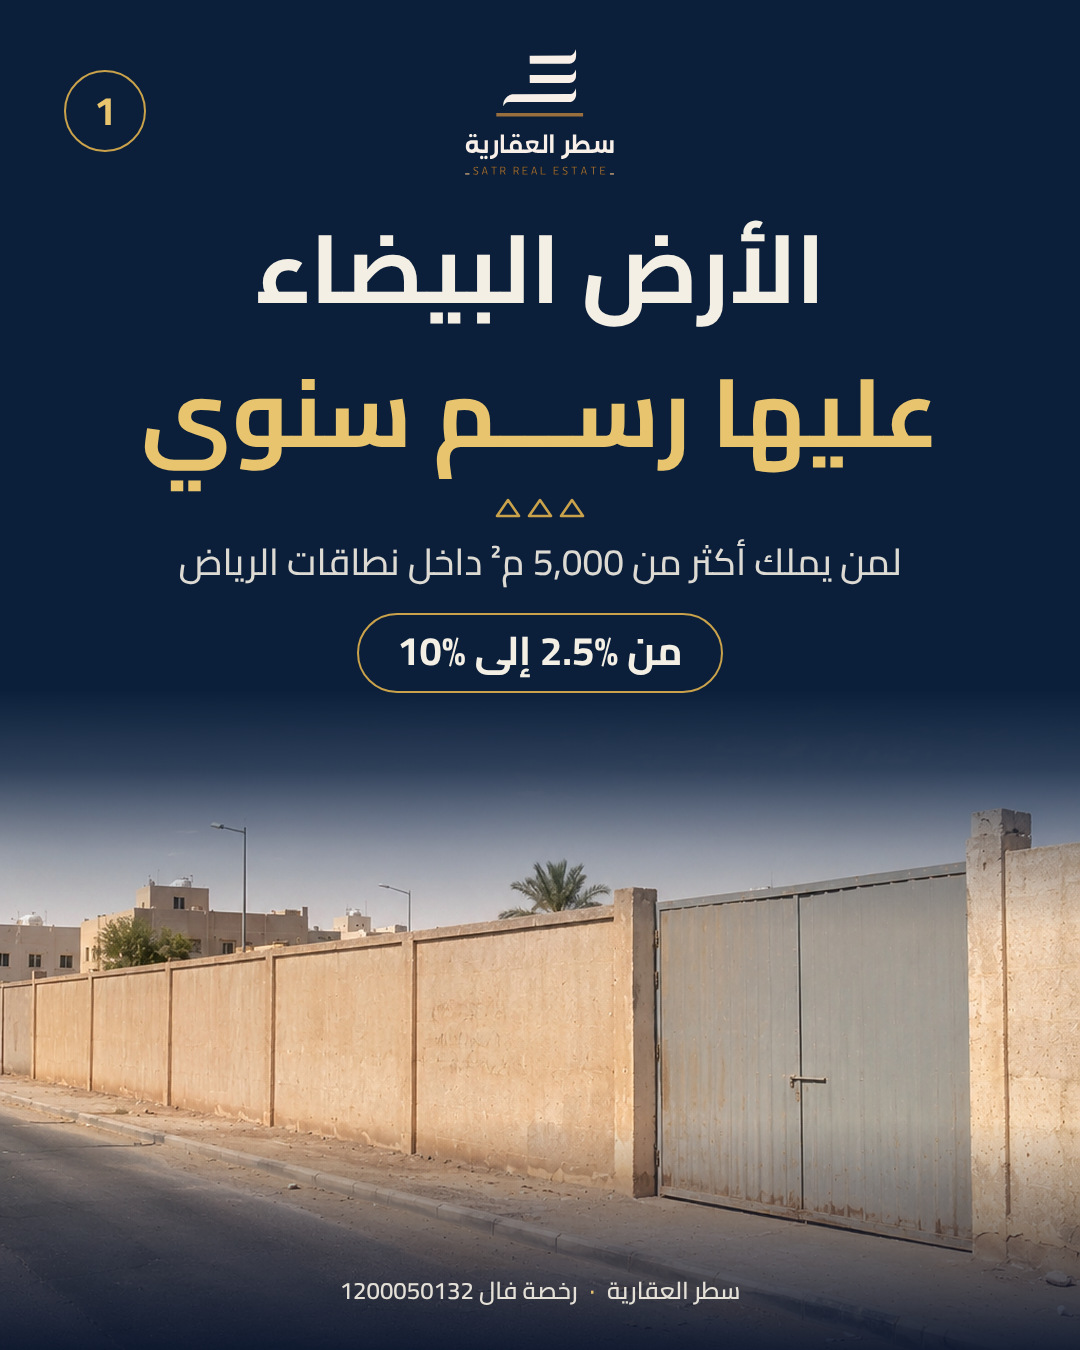 1
سطر العقارية
SATR REAL ESTATE
الأرض البيضاء
عليها رســم سنوي
لمن يملك أكثر من 5,000 م² داخل نطاقات الرياض
من 2.5% إلى 10%
سطر العقارية · رخصة فال 1200050132